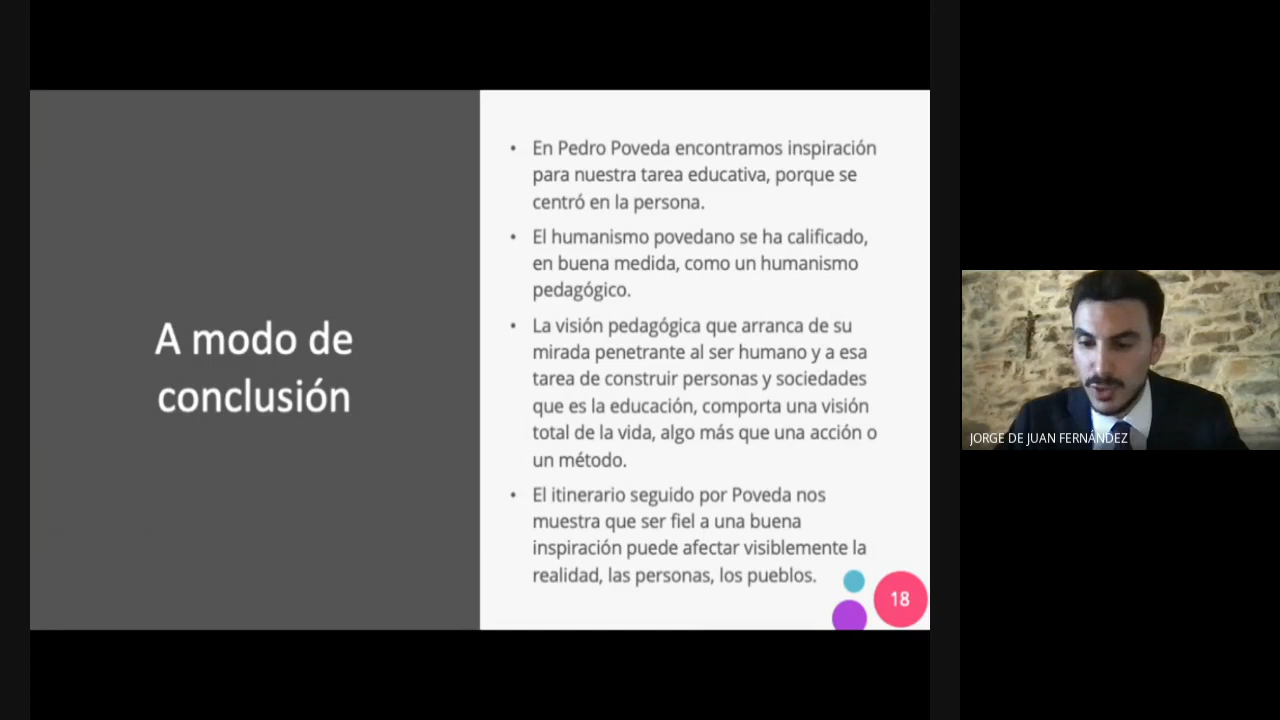 A modo de
conclusión
• En Pedro Poveda encontramos inspiración
para nuestra tarea educativa, porque se
centró en la persona.
• El humanismo povedano se ha calificado,
en buena medida, como un humanismo
pedagógico.
• La visión pedagógica que arranca de su
mirada penetrante al ser humano y a esa
tarea de construir personas y sociedades
que es la educación, comporta una visión
total de la vida, algo más que una acción o
un método.
• El itinerario seguido por Poveda nos
muestra que ser fiel a una buena
inspiración puede afectar visiblemente la
realidad, las personas, los pueblos.
18
JORGE DE JUAN FERNÁNDEZ